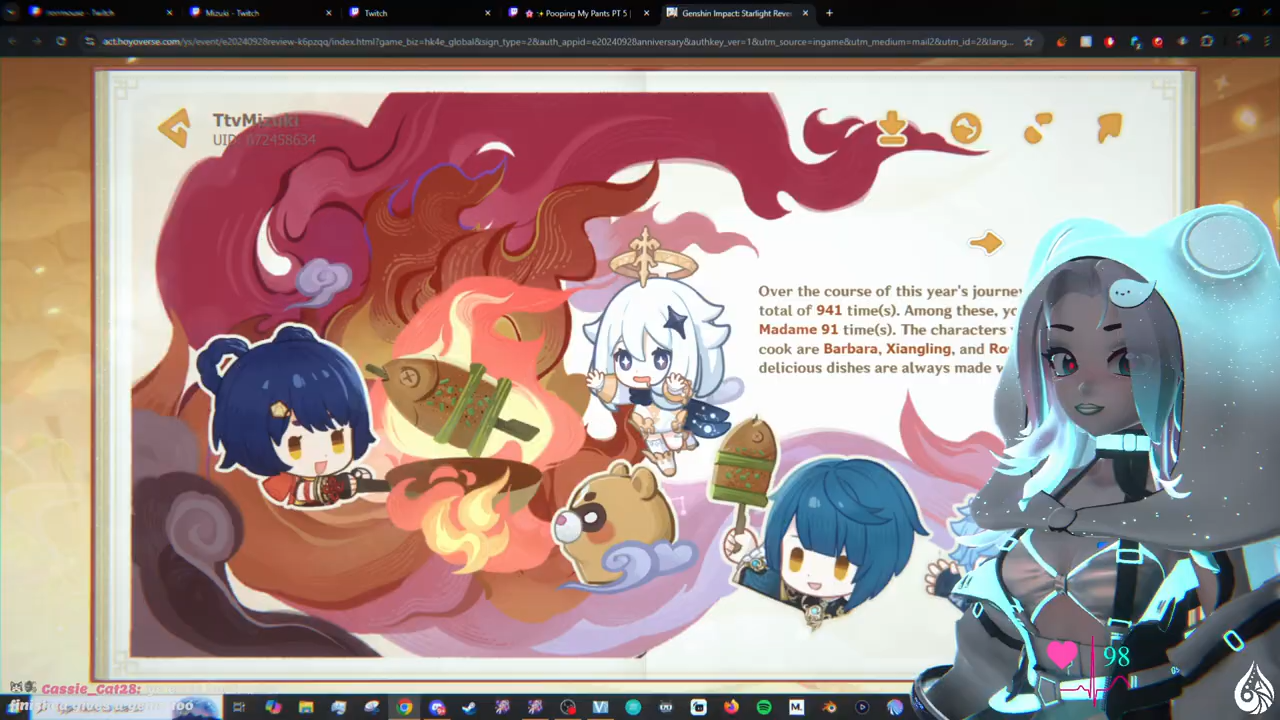 Mizuki - Twitch
Twitch
Pooping My Pants PT 5 |
Genshin Impact: Starlight Reve
act.hoyoverse.com/ys/event/e20240928review-k6pzqq/index.html?game_biz=hk4e_global&sign_type=2&auth_appid=e20240928anniversary&authkey_ver=1&utm_source=ingame&utm_medium=mail2&utm_id=2&lang...
TtvMizuki
UID: 672458634
Over the course of this year's journey
total of 941 time(s). Among these, yo
Madame 91 time(s). The characters
cook are Barbara, Xiangling, and Ro
delicious dishes are always made w
98
Cassie_Cat28:
too